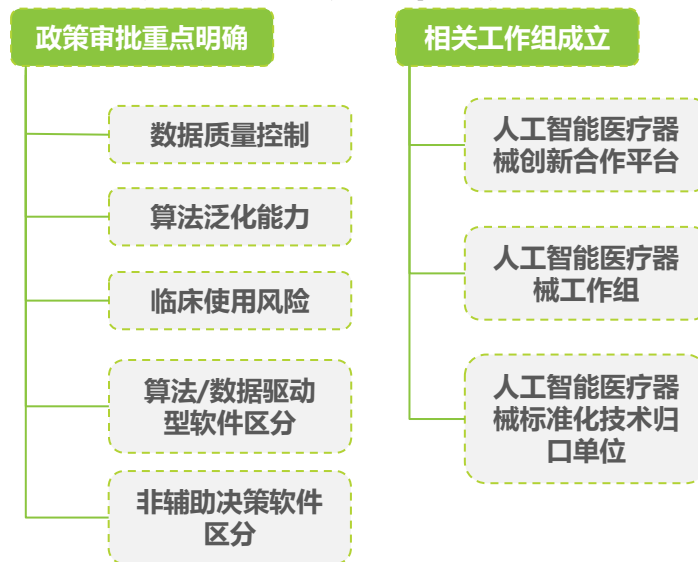 政策审批重点明确
数据质量控制
算法泛化能力
临床使用风险
算法/数据驱动
型软件区分
非辅助决策软件
区分
相关工作组成立
人工智能医疗器
械创新合作平台
人工智能医疗器
械工作组
人工智能医疗器
械标准化技术归
口单位